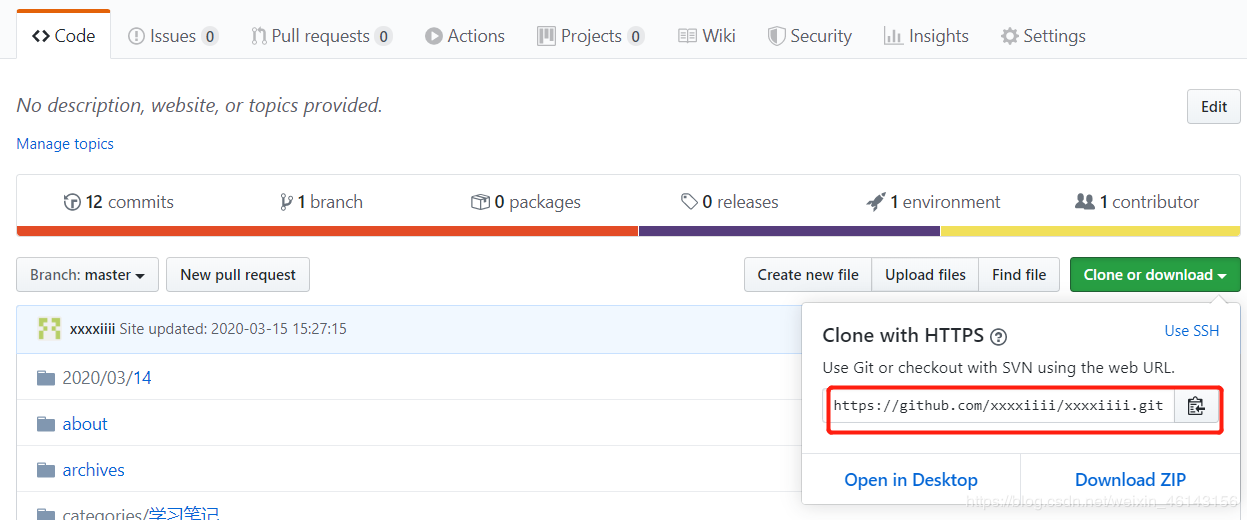 Code Issues 0 Pull requests 0 Actions Projects 0 Wiki Security Insights Settings
No description, website, or topics provided.
Edit
Manage topics
12 commits 1 branch 0 packages 0 releases 1 environment 1 contributor
Branch: master New pull request Create new file Upload files Find file Clone or download
xxxxiiii Site updated: 2020-03-15 15:27:15
2020/03/14
about
archives
categories/学习笔记
Clone with HTTPS ? Use SSH
Use Git or checkout with SVN using the web URL.
https://github.com/xxxxiiii/xxxxiiii.git
Open in Desktop Download ZIP
https://blog.csdn.net/weixin_46143156